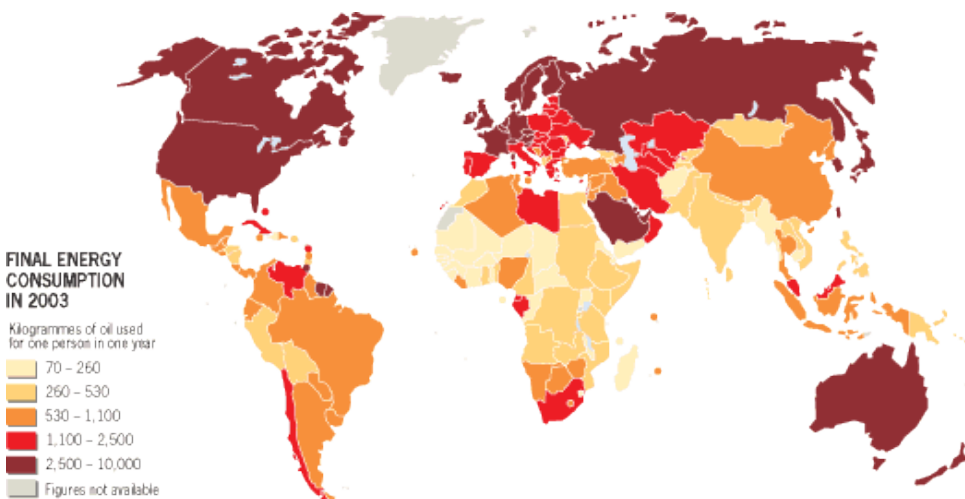 FINAL ENERGY
CONSUMPTION
IN 2003
Kilogrammes of oil used
for one person in one year
70 – 260
260 – 530
530 – 1,100
1,100 – 2,500
2,500 – 10,000
Figures not available